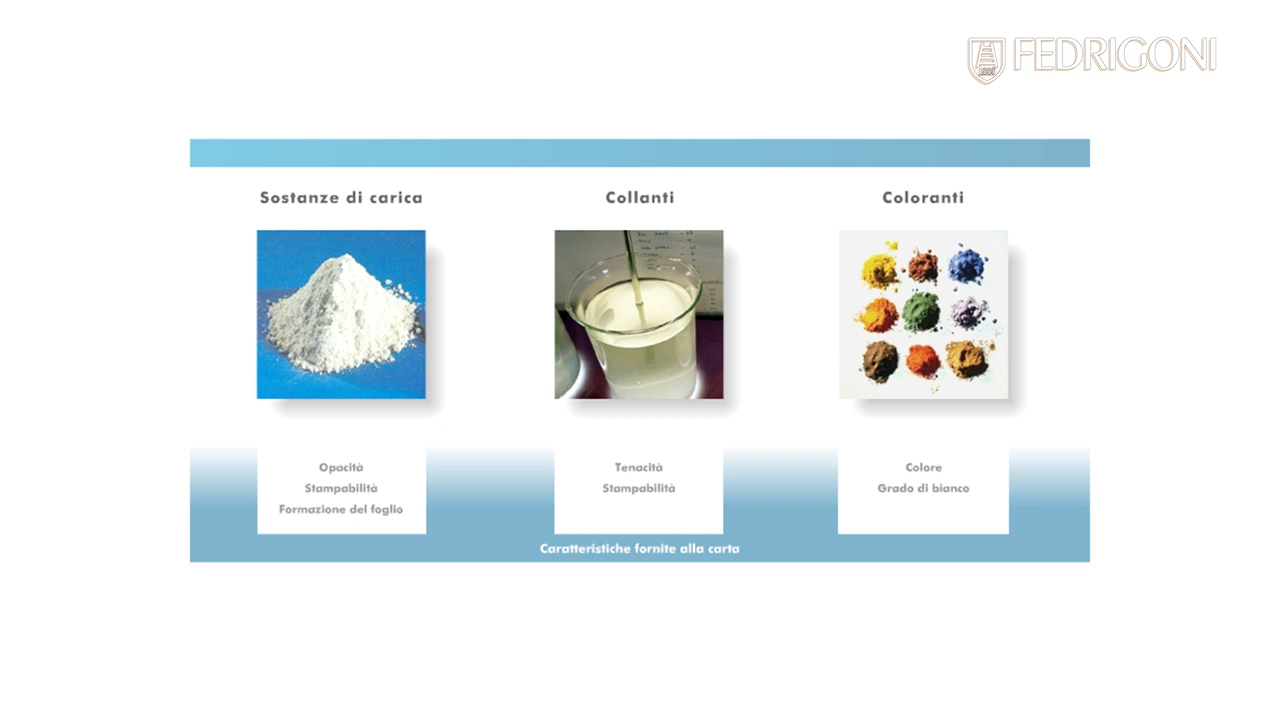 FEDRIGONI
1888
Sostanze di carica
Collanti
Coloranti
Opacità
Stampabilità
Formazione del foglio
Tenacità
Stampabilità
Colore
Grado di bianco
Caratteristiche fornite alla carta